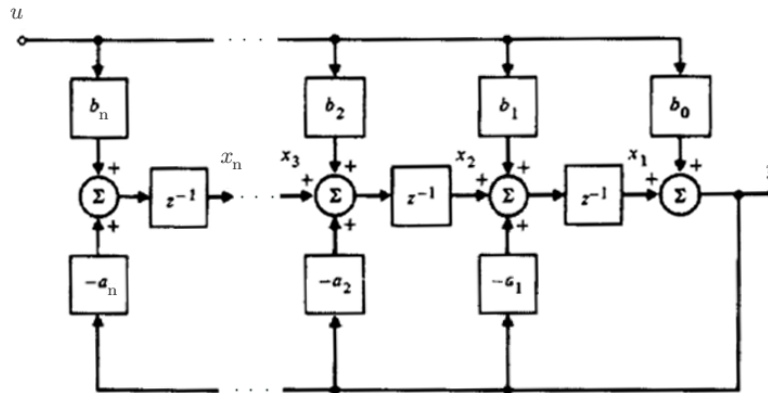 u
b_n b_2 b_1 b_0
x_n x_3 x_2 x_1
+ + + + + + +
Σ z^{-1} · · · Σ z^{-1} Σ z^{-1} Σ
+ + +
-a_n -a_2 -a_1